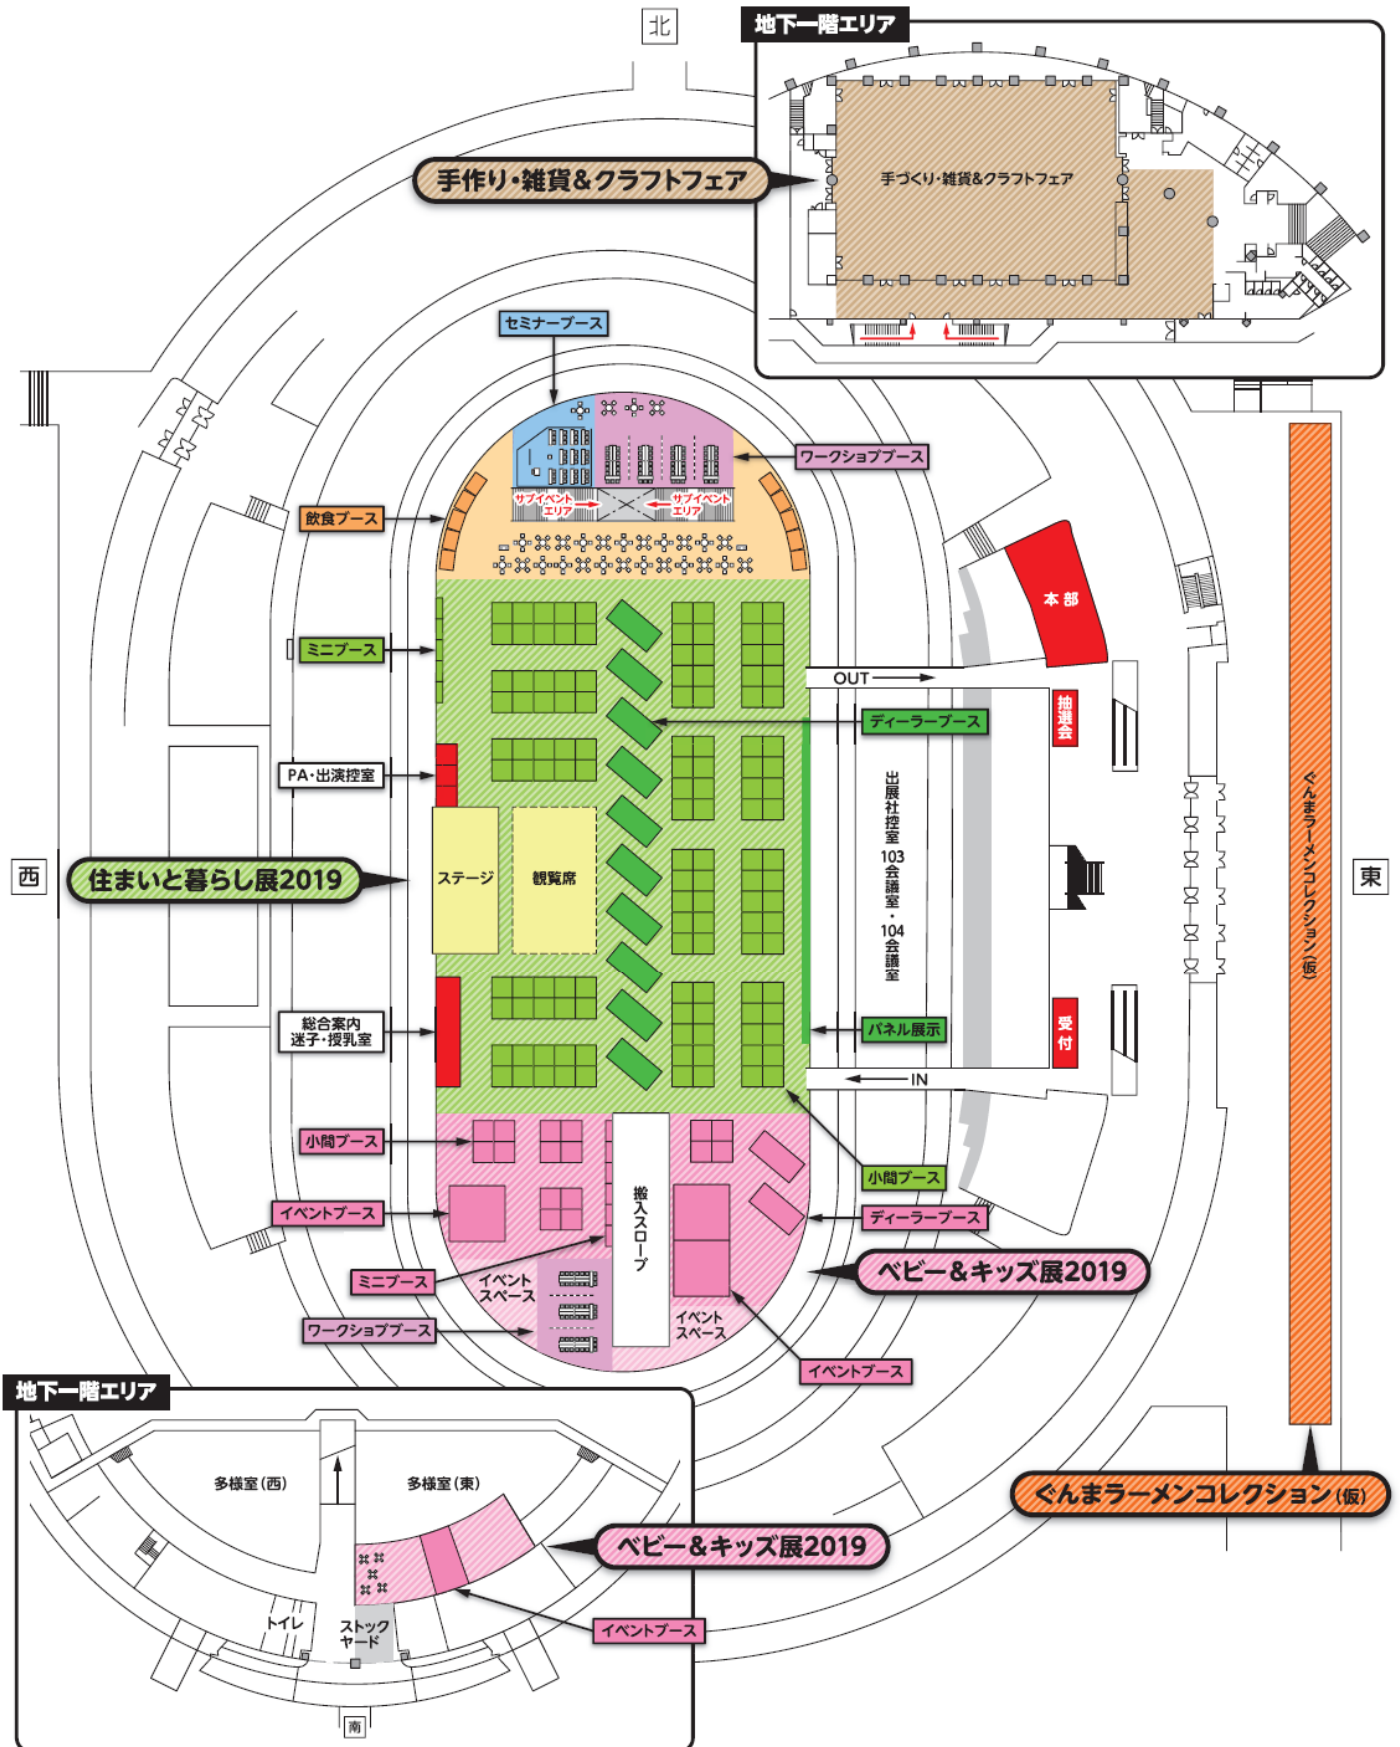 北
地下一階エリア
手作り・雑貨&クラフトフェア
手づくり・雑貨&クラフトフェア
セミナーブース
ワークショプブース
サブイベント
エリア
サブイベント
エリア
飲食ブース
本部
ミニブース
OUT
抽選会
ディーラーブース
PA・出演控室
出展社控室 103会議室・104会議室
ぐんまラーメンコレクション(仮)
西
住まいと暮らし展2019
ステージ
観覧席
東
総合案内
迷子・授乳室
パネル展示
受付
IN
小間ブース
小間ブース
搬入スロープ
イベントブース
ディーラーブース
ミニブース
イベント
スペース
ベビー&キッズ展2019
ワークショプブース
イベント
スペース
イベントブース
地下一階エリア
多様室(西)
多様室(東)
ぐんまラーメンコレクション(仮)
ベビー&キッズ展2019
トイレ
ストック
ヤード
イベントブース
南